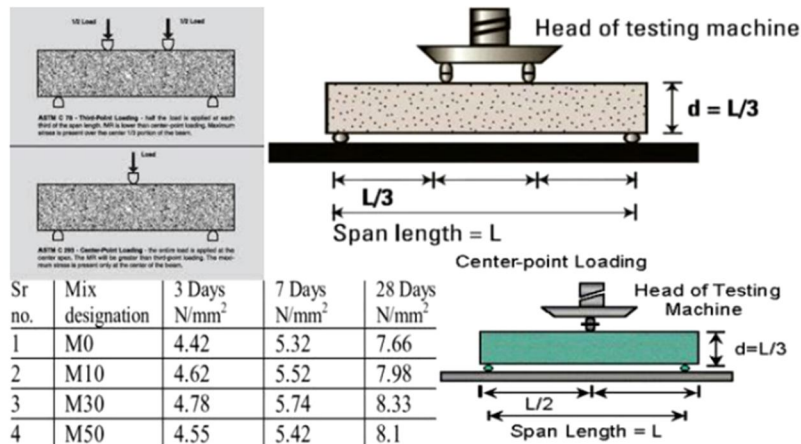 1/2 Load
1/2 Load
ASTM C 78 - Third-Point Loading - half the load is applied at each
third of the span length. MR is lower than center-point loading. Maximum
stress is present over the center 1/3 portion of the beam.
Load
ASTM C 293 - Center-Point Loading - the entire load is applied at the
center span. The MR will be greater than third-point loading. The maxi-
mum stress is present only at the center of the beam.
Head of testing machine
d = L/3
L/3
Span length = L
Center-point Loading
Head of Testing
Machine
d=L/3
L/2
Span Length = L
Sr no. Mix designation 3 Days N/mm² 7 Days N/mm² 28 Days N/mm²
1 M0 4.42 5.32 7.66
2 M10 4.62 5.52 7.98
3 M30 4.78 5.74 8.33
4 M50 4.55 5.42 8.1